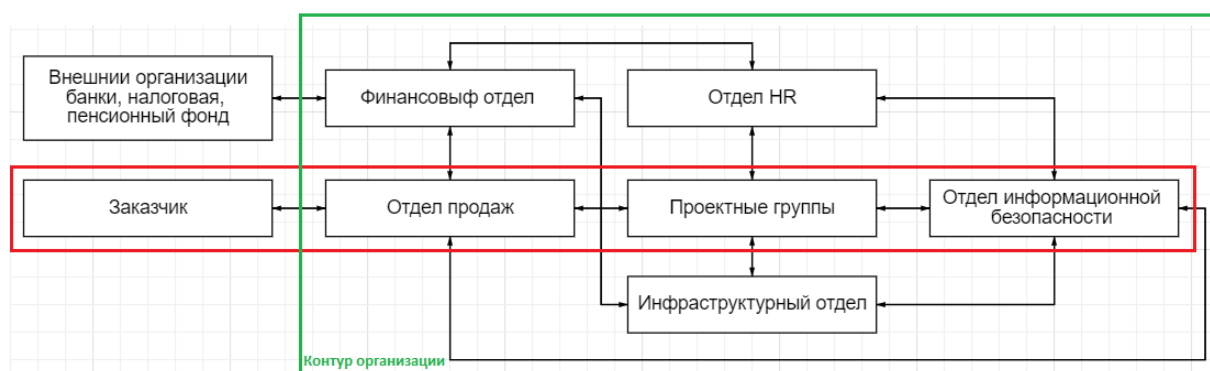 Внешнии организации
банки, налоговая,
пенсионный фонд
Финансовыф отдел
Отдел HR
Заказчик
Отдел продаж
Проектные группы
Отдел информационной
безопасности
Инфраструктурный отдел
Контур организации